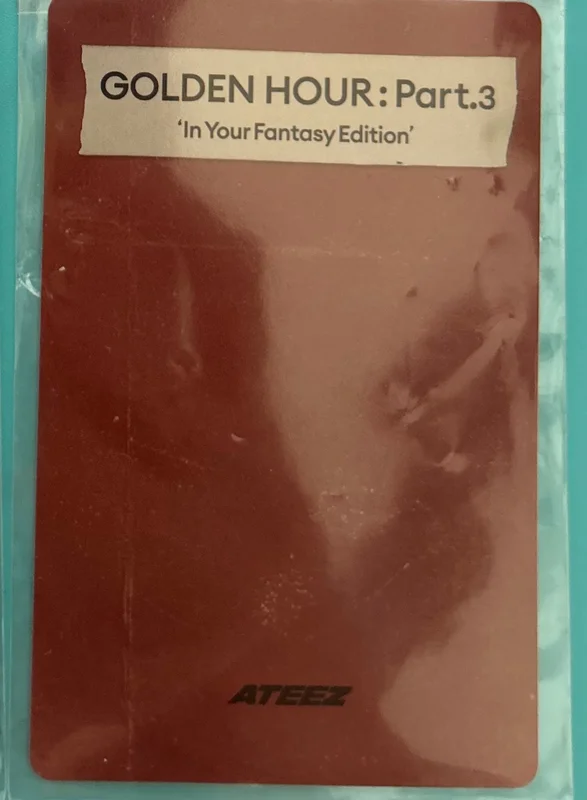 GOLDEN HOUR : Part.3
'In Your Fantasy Edition'
ATEEZ